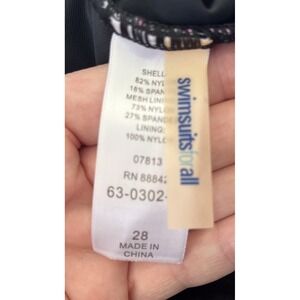 SHELL
82% NYL
18% SPAN
MESH LINI
73% NYLO
27% SPANDE
LINING:
100% NYLO
07813
RN 88842
63-0302-
28
MADE IN
CHINA
swimsuitsforall